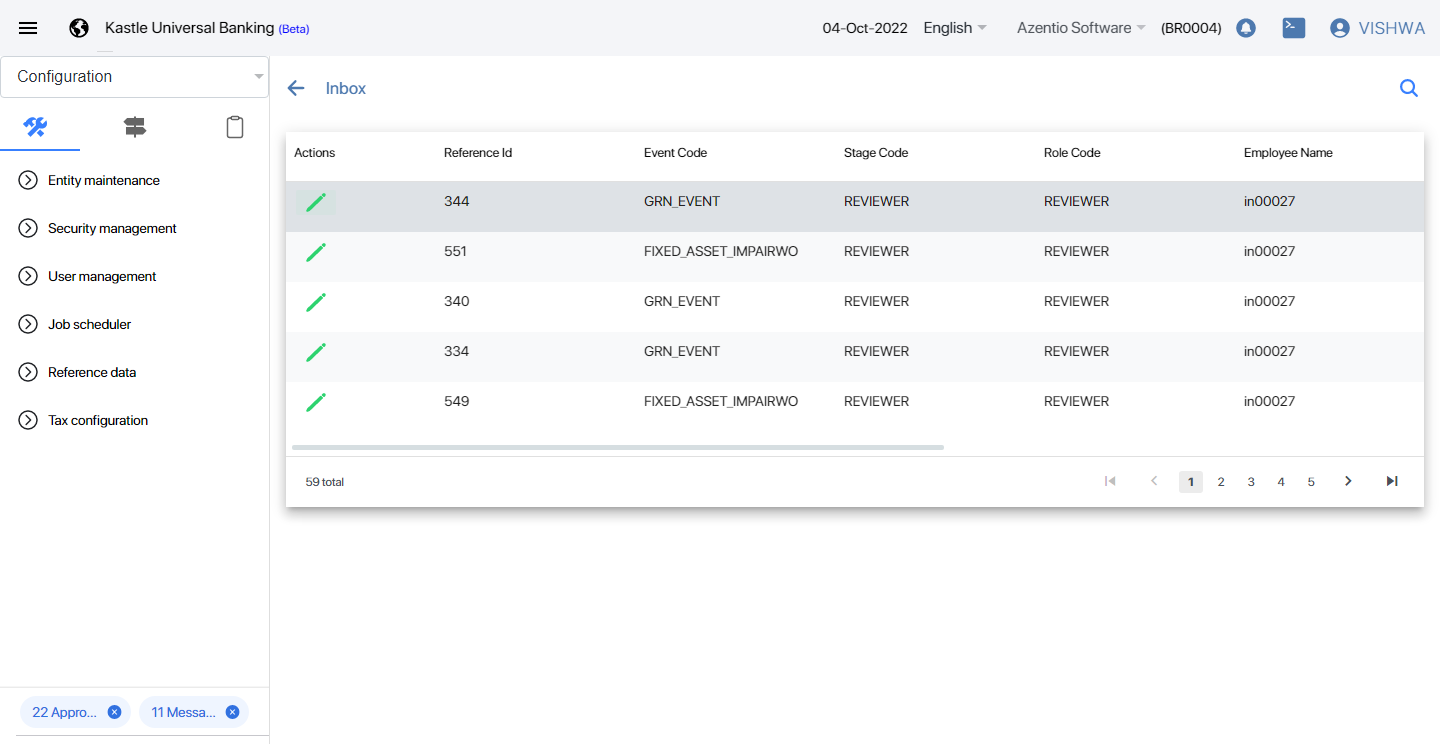 Kastle Universal Banking (Beta) 04-Oct-2022 English Azentio Software (BR0004) VISHWA
Configuration
Entity maintenance
Security management
User management
Job scheduler
Reference data
Tax configuration
22 Appro... 11 Messa...
Inbox
Actions Reference Id Event Code Stage Code Role Code Employee Name
344 GRN_EVENT REVIEWER REVIEWER in00027
551 FIXED_ASSET_IMPAIRWO REVIEWER REVIEWER in00027
340 GRN_EVENT REVIEWER REVIEWER in00027
334 GRN_EVENT REVIEWER REVIEWER in00027
549 FIXED_ASSET_IMPAIRWO REVIEWER REVIEWER in00027
59 total 1 2 3 4 5